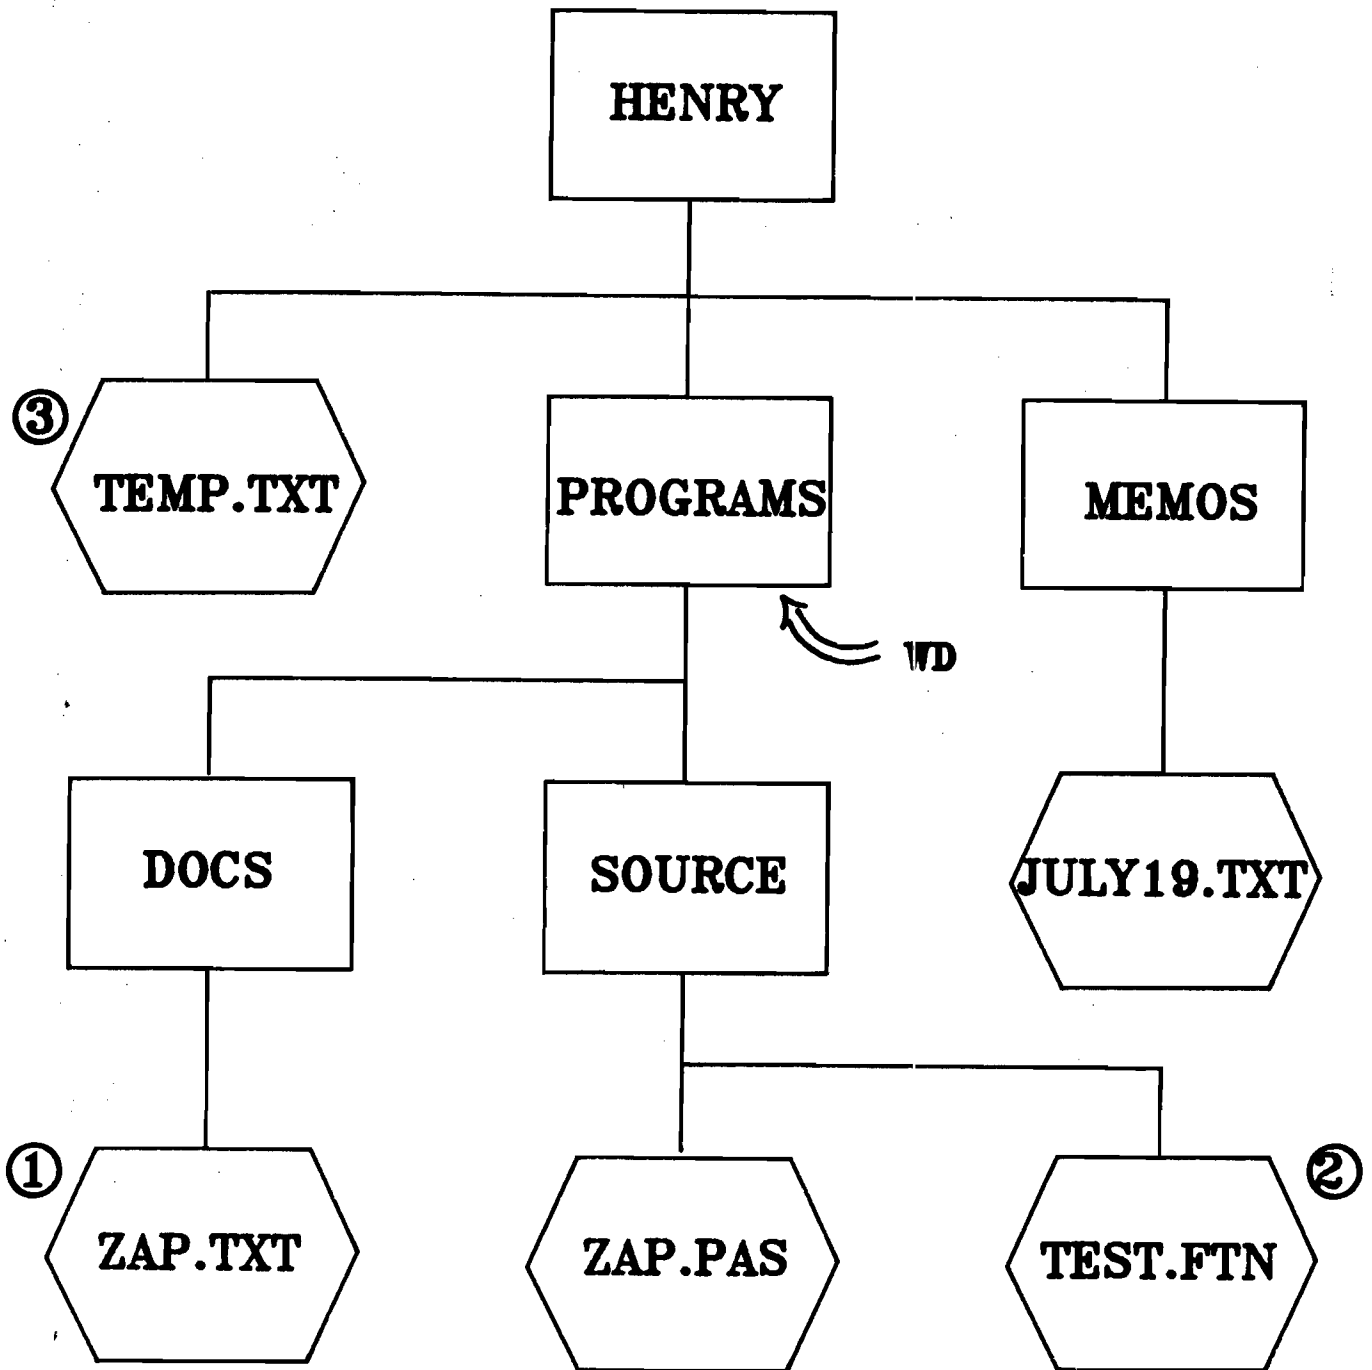 HENRY
③
TEMP.TXT
PROGRAMS
MEMOS
WD
DOCS
SOURCE
JULY19.TXT
①
ZAP.TXT
ZAP.PAS
TEST.FTN
②